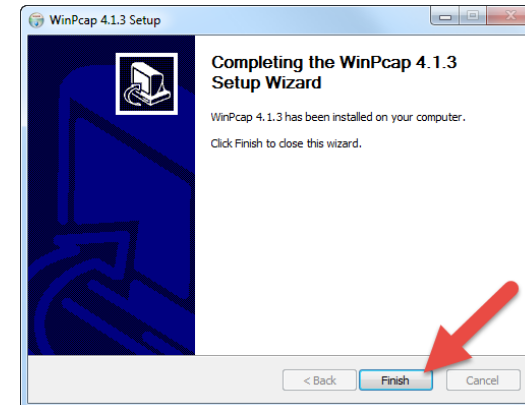 WinPcap 4.1.3 Setup
Completing the WinPcap 4.1.3
Setup Wizard
WinPcap 4.1.3 has been installed on your computer.
Click Finish to close this wizard.
< Back Finish Cancel